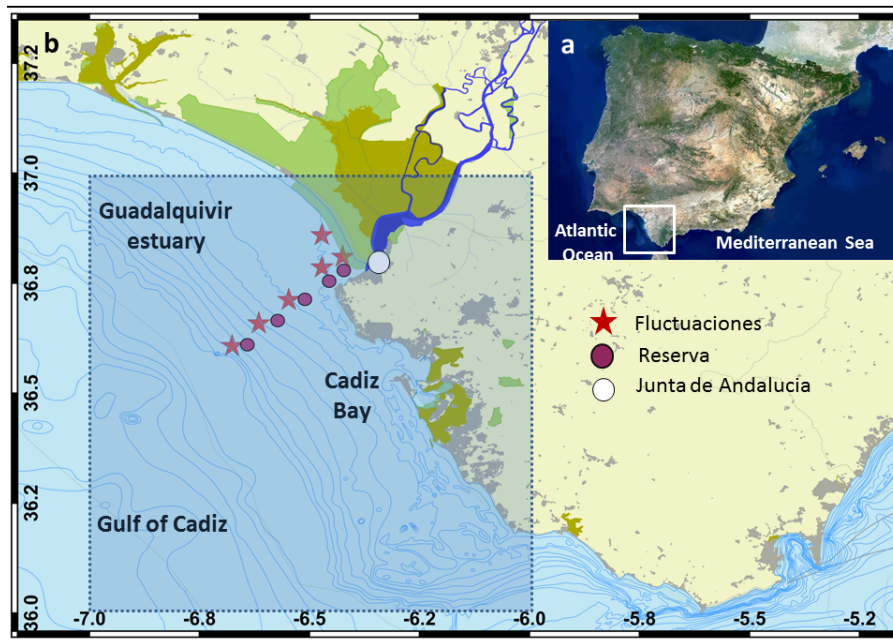 b
a
Atlantic
Ocean
Mediterranean Sea
Guadalquivir
estuary
Cadiz
Bay
Gulf of Cadiz
Fluctuaciones
Reserva
Junta de Andalucía
37.2
37.0
36.8
36.5
36.2
36.0
-7.0
-6.8
-6.5
-6.2
-6.0
-5.8
-5.5
-5.2